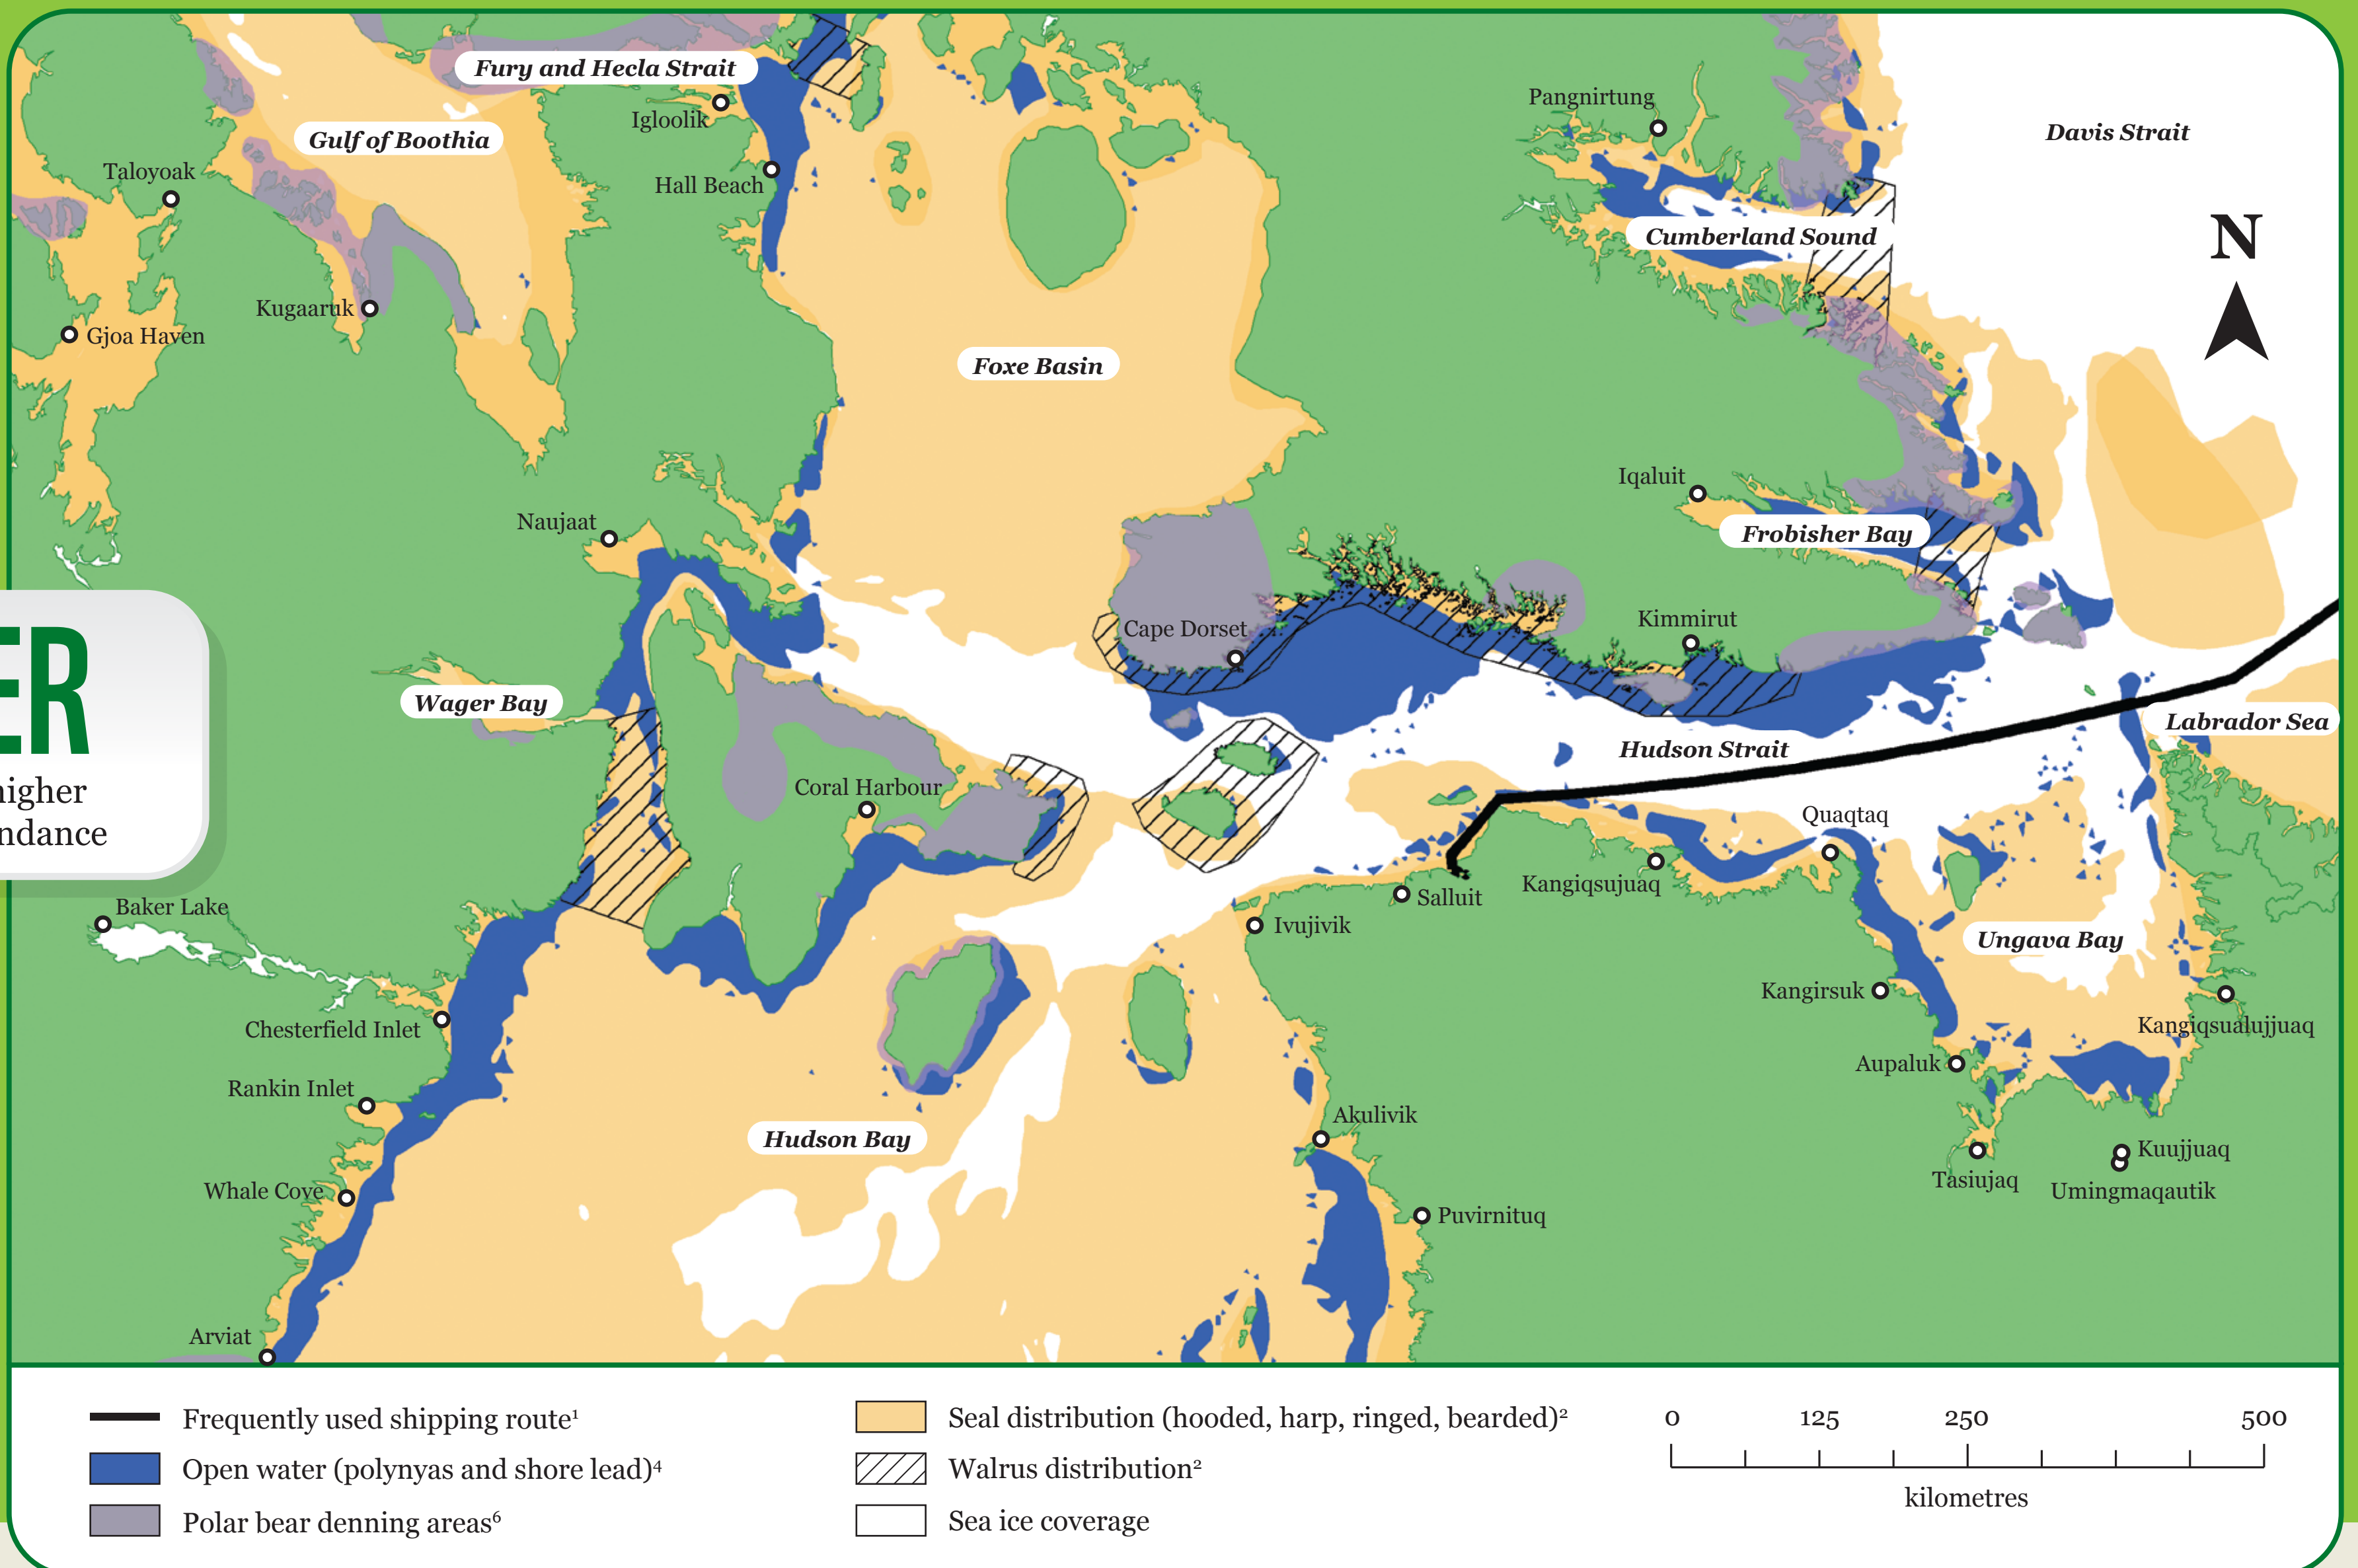 Fury and Hecla Strait
Igloolik
Pangnirtung
Davis Strait
Gulf of Boothia
Taloyoak
Hall Beach
N
Cumberland Sound
Kugaaruk
Gjoa Haven
Foxe Basin
Iqaluit
Naujaat
Frobisher Bay
Cape Dorset
Kimmirut
ER
Wager Bay
Labrador Sea
Hudson Strait
igher
ndance
Coral Harbour
Quaqtaq
Kangiqsujuaq
Salluit
Baker Lake
Ivujivik
Ungava Bay
Kangirsuk
Chesterfield Inlet
Kangiqsualujjuaq
Aupaluk
Rankin Inlet
Akulivik
Hudson Bay
Kuujjuaq
Tasiujaq
Umingmaqautik
Whale Cove
Puvirnituq
Arviat
Frequently used shipping route¹
Open water (polynyas and shore lead)⁴
Polar bear denning areas⁶
Seal distribution (hooded, harp, ringed, bearded)²
Walrus distribution²
Sea ice coverage
0 125 250 500
kilometres